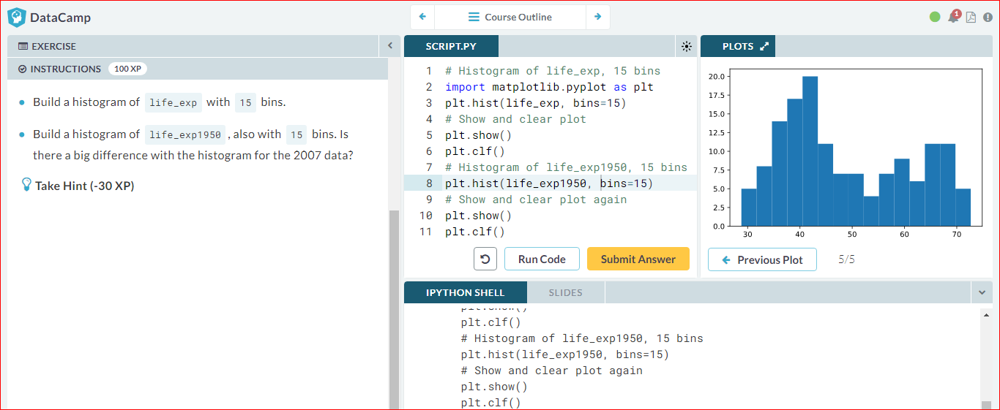 DataCamp
Course Outline
1
EXERCISE
INSTRUCTIONS 100 XP
Build a histogram of life_exp with 15 bins.
Build a histogram of life_exp1950 , also with 15 bins. Is
there a big difference with the histogram for the 2007 data?
Take Hint (-30 XP)
SCRIPT.PY
1 # Histogram of life_exp, 15 bins
2 import matplotlib.pyplot as plt
3 plt.hist(life_exp, bins=15)
4 # Show and clear plot
5 plt.show()
6 plt.clf()
7 # Histogram of life_exp1950, 15 bins
8 plt.hist(life_exp1950, bins=15)
9 # Show and clear plot again
10 plt.show()
11 plt.clf()
Run Code
Submit Answer
PLOTS
20.0
17.5
15.0
12.5
10.0
7.5
5.0
2.5
0.0
30 40 50 60 70
Previous Plot 5/5
IPYTHON SHELL SLIDES
plt.show()
plt.clf()
# Histogram of life_exp1950, 15 bins
plt.hist(life_exp1950, bins=15)
# Show and clear plot again
plt.show()
plt.clf()